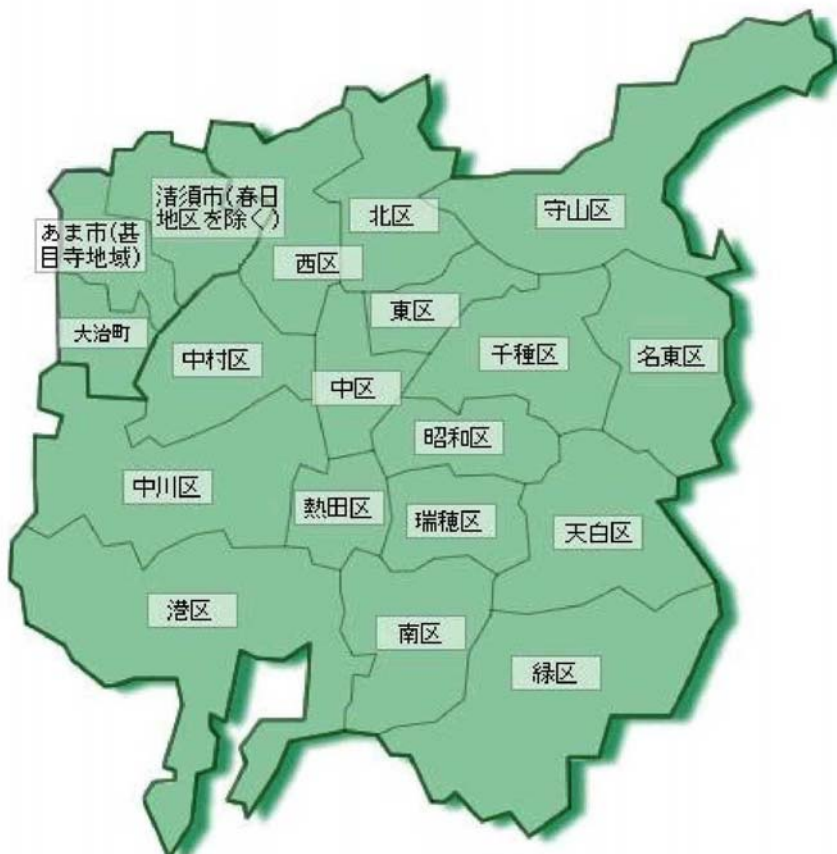 守山区
北区
清須市(春日
地区を除く)
あま市(甚
目寺地域)
西区
東区
大治町
中村区
千種区
名東区
中区
昭和区
中川区
熱田区
瑞穂区
天白区
港区
南区
緑区